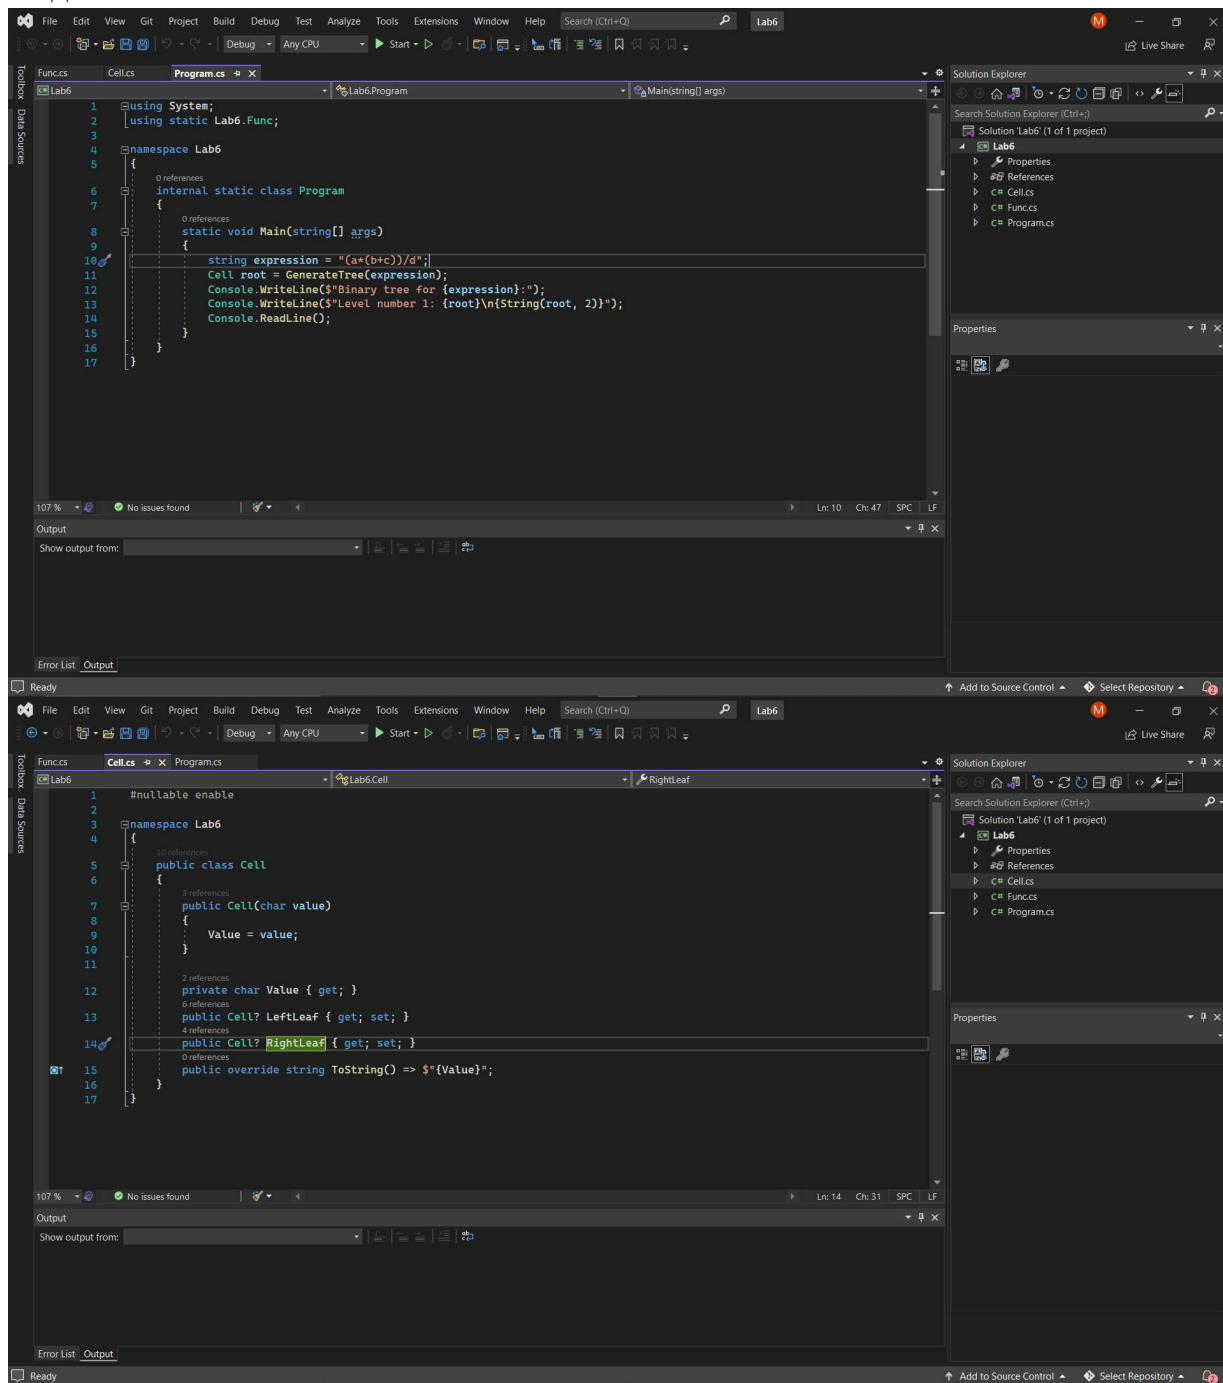 File Edit View Git Project Build Debug Test Analyze Tools Extensions Window Help Search (Ctrl+Q) Lab6 M
Debug Any CPU Start Live Share
Toolbox
Data Sources
Func.cs Cell.cs Program.cs
Lab6 Lab6.Program Main(string[] args)
1 using System;
2 using static Lab6.Func;
3
4 namespace Lab6
5 {
0 references
6 internal static class Program
7 {
0 references
8 static void Main(string[] args)
9 {
10 string expression = "(a*(b+c))/d";
11 Cell root = GenerateTree(expression);
12 Console.WriteLine($"Binary tree for {expression}:");
13 Console.WriteLine($"Level number 1: {root}\n{String(root, 2)}");
14 Console.ReadLine();
15 }
16 }
17 }
107 % No issues found Ln: 10 Ch: 47 SPC LF
Output
Show output from:
Error List Output
Solution Explorer
Search Solution Explorer (Ctrl+;)
Solution 'Lab6' (1 of 1 project)
Lab6
Properties
References
C# Cell.cs
C# Func.cs
C# Program.cs
Properties
Ready Add to Source Control Select Repository 2
File Edit View Git Project Build Debug Test Analyze Tools Extensions Window Help Search (Ctrl+Q) Lab6 M
Debug Any CPU Start Live Share
Toolbox
Data Sources
Func.cs Cell.cs Program.cs
Lab6 Lab6.Cell RightLeaf
1 #nullable enable
2
3 namespace Lab6
4 {
10 references
5 public class Cell
6 {
3 references
7 public Cell(char value)
8 {
9 Value = value;
10 }
11
2 references
12 private char Value { get; }
6 references
13 public Cell? LeftLeaf { get; set; }
4 references
14 public Cell? RightLeaf { get; set; }
0 references
15 public override string ToString() => $"{Value}";
16 }
17 }
107 % No issues found Ln: 14 Ch: 31 SPC LF
Output
Show output from:
Error List Output
Solution Explorer
Search Solution Explorer (Ctrl+;)
Solution 'Lab6' (1 of 1 project)
Lab6
Properties
References
C# Cell.cs
C# Func.cs
C# Program.cs
Properties
Ready Add to Source Control Select Repository 2